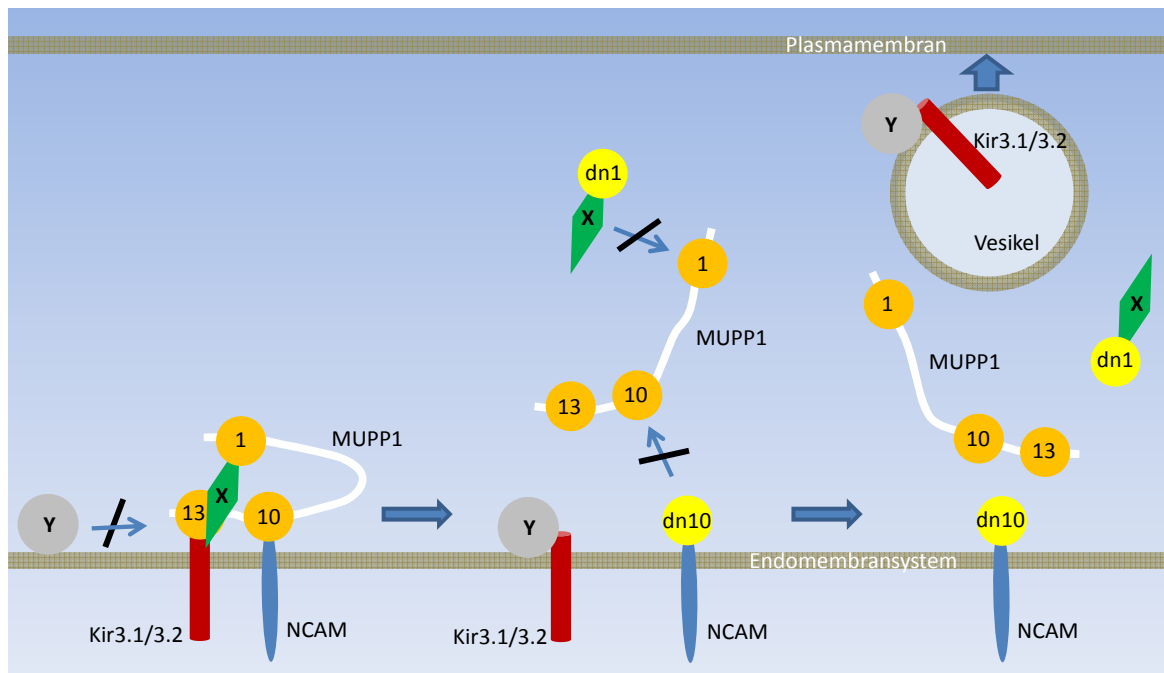 Plasmamembran
Y
Kir3.1/3.2
dn1
X
Vesikel
1
MUPP1
1
X
MUPP1
dn1
10
13
1
MUPP1
10
13
X
13
10
Y
Y
dn10
dn10
Endomembransystem
Kir3.1/3.2
NCAM
Kir3.1/3.2
NCAM
NCAM